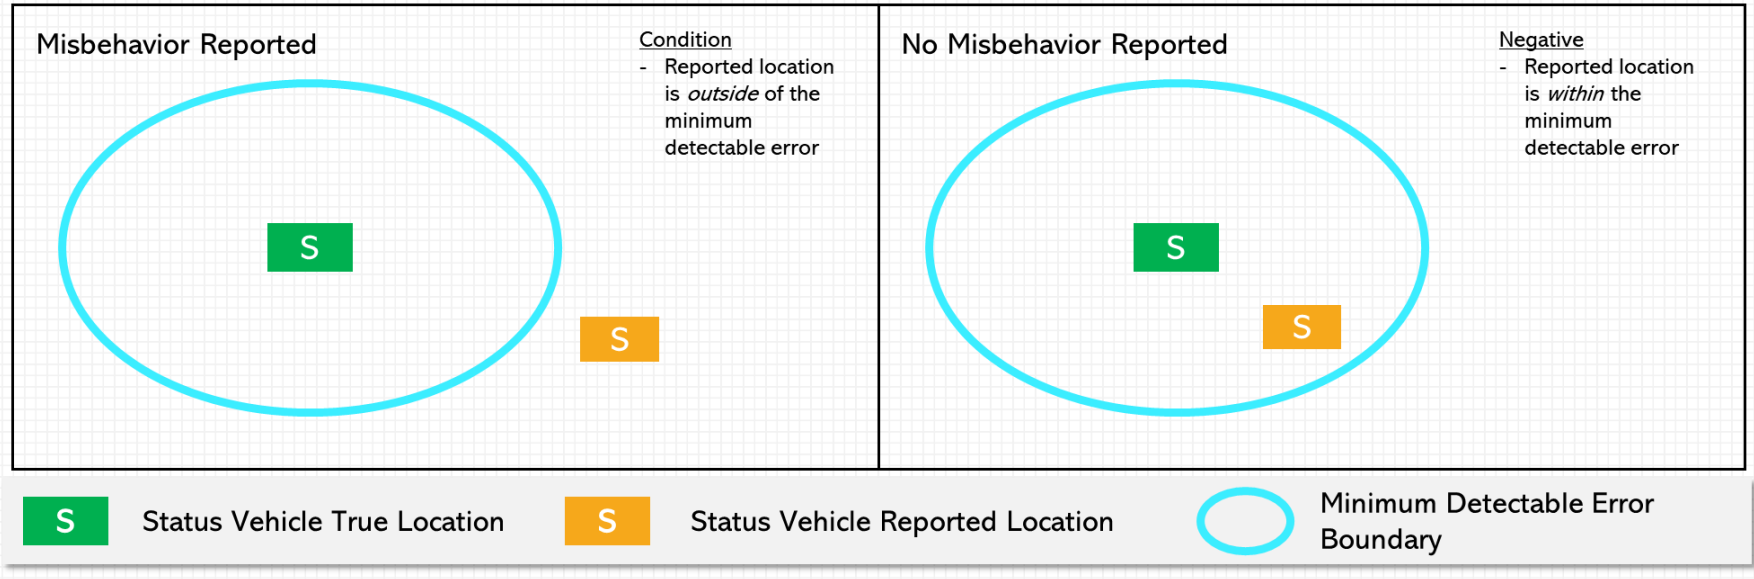 Misbehavior Reported
Condition
- Reported location
is outside of the
minimum
detectable error
S
S
No Misbehavior Reported
Negative
- Reported location
is within the
minimum
detectable error
S
S
S Status Vehicle True Location
S Status Vehicle Reported Location
Minimum Detectable Error
Boundary